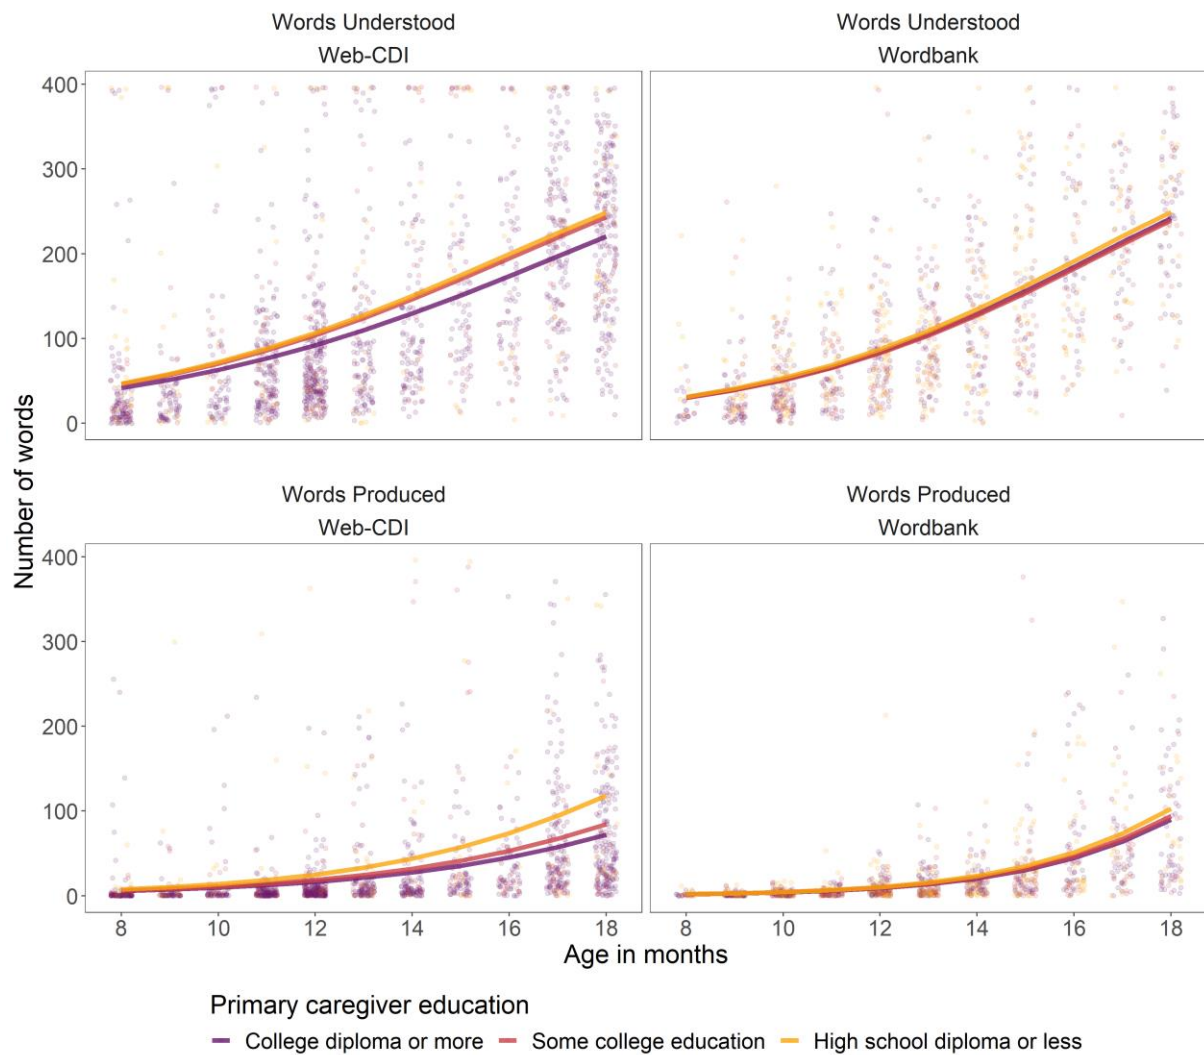 Words Understood
Web-CDI
Words Understood
Wordbank
400
300
200
100
0
Words Produced
Web-CDI
Words Produced
Wordbank
400
300
200
100
0
Number of words
8 10 12 14 16 18
8 10 12 14 16 18
Age in months
Primary caregiver education
College diploma or more Some college education High school diploma or less